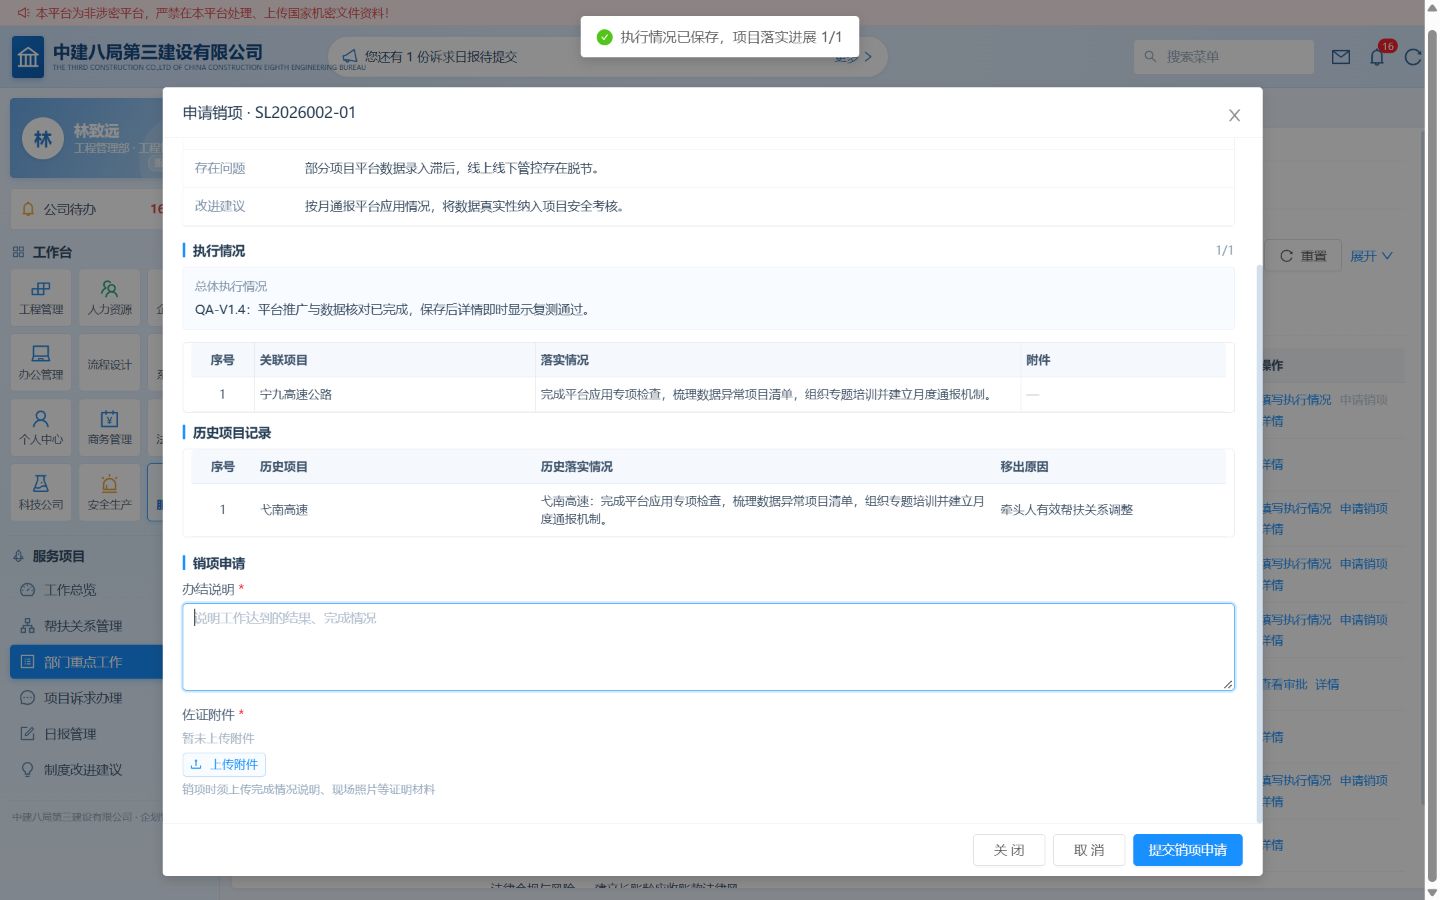 本平台为非涉密平台，严禁在本平台处理、上传国家机密文件资料！
执行情况已保存，项目落实进展 1/1
中建八局第三建设有限公司
THE THIRD CONSTRUCTION CO.,LTD OF CHINA CONSTRUCTION EIGHTH ENGINEERING BUREAU
您还有 1 份诉求日报待提交
更多
搜索菜单
16
林
林致远
工程管理部 · 工程
公司待办
16
工作台
工程管理
人力资源
办公管理
流程设计
个人中心
商务管理
科技公司
安全生产
服务项目
工作总览
帮扶关系管理
部门重点工作
项目诉求办理
日报管理
制度改进建议
中建八局第三建设有限公司 · 企划
申请销项 · SL2026002-01
存在问题
部分项目平台数据录入滞后，线上线下管控存在脱节。
改进建议
按月通报平台应用情况，将数据真实性纳入项目安全考核。
执行情况
1/1
总体执行情况
QA-V1.4：平台推广与数据核对已完成，保存后详情即时显示复测通过。
序号 关联项目 落实情况 附件
1 宁九高速公路 完成平台应用专项检查，梳理数据异常项目清单，组织专题培训并建立月度通报机制。 —
历史项目记录
序号 历史项目 历史落实情况 移出原因
1 弋南高速 弋南高速：完成平台应用专项检查，梳理数据异常项目清单，组织专题培训并建立月
度通报机制。
牵头人有效帮扶关系调整
销项申请
办结说明 *
说明工作达到的结果、完成情况
佐证附件 *
暂未上传附件
上传附件
销项时须上传完成情况说明、现场照片等证明材料
关 闭
取 消
提交销项申请
重置
展开
操作
填写执行情况 申请销项
详情
详情
填写执行情况 申请销项
详情
填写执行情况 申请销项
详情
填写执行情况 申请销项
详情
查看审批 详情
详情
填写执行情况 申请销项
详情
详情